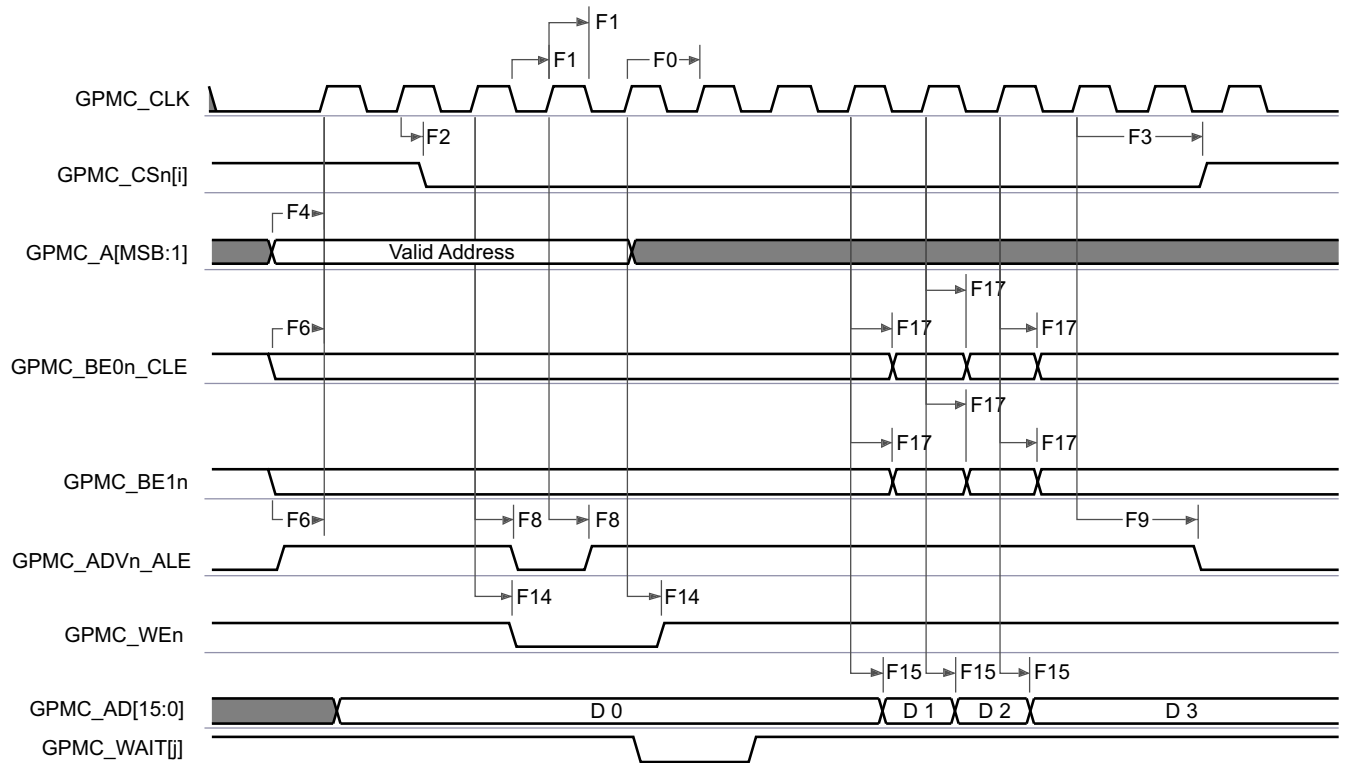 F1
F1
F0
GPMC_CLK
F2
F3
GPMC_CSn[i]
F4
GPMC_A[MSB:1]
Valid Address
F17
F6
F17
F17
GPMC_BE0n_CLE
F17
F17
F17
GPMC_BE1n
F6
F8
F8
F9
GPMC_ADVn_ALE
F14
F14
GPMC_WEn
F15
F15
F15
GPMC_AD[15:0]
D 0
D 1
D 2
D 3
GPMC_WAIT[j]